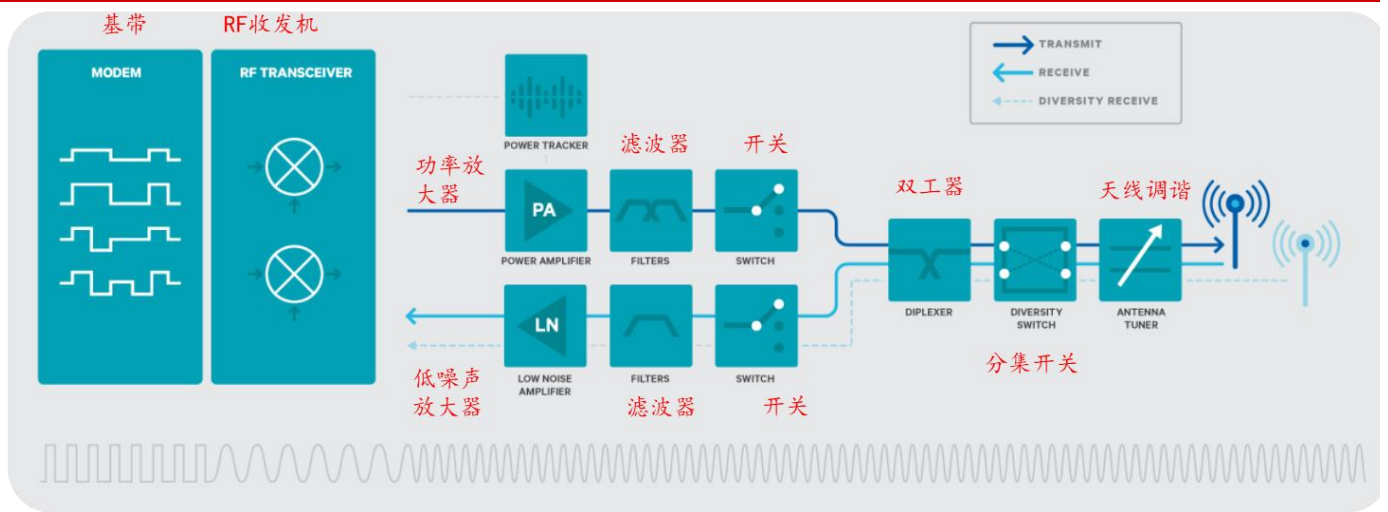 基带
RF收发机
MODEM
RF TRANSCEIVER
TRANSMIT
RECEIVE
DIVERSITY RECEIVE
POWER TRACKER
功率放
大器
滤波器
开关
PA
POWER AMPLIFIER
FILTERS
SWITCH
双工器
天线调谐
DIPLEXER
DIVERSITY
SWITCH
ANTENNA
TUNER
分集开关
LN
LOW NOISE
AMPLIFIER
FILTERS
SWITCH
低噪声
放大器
滤波器
开关